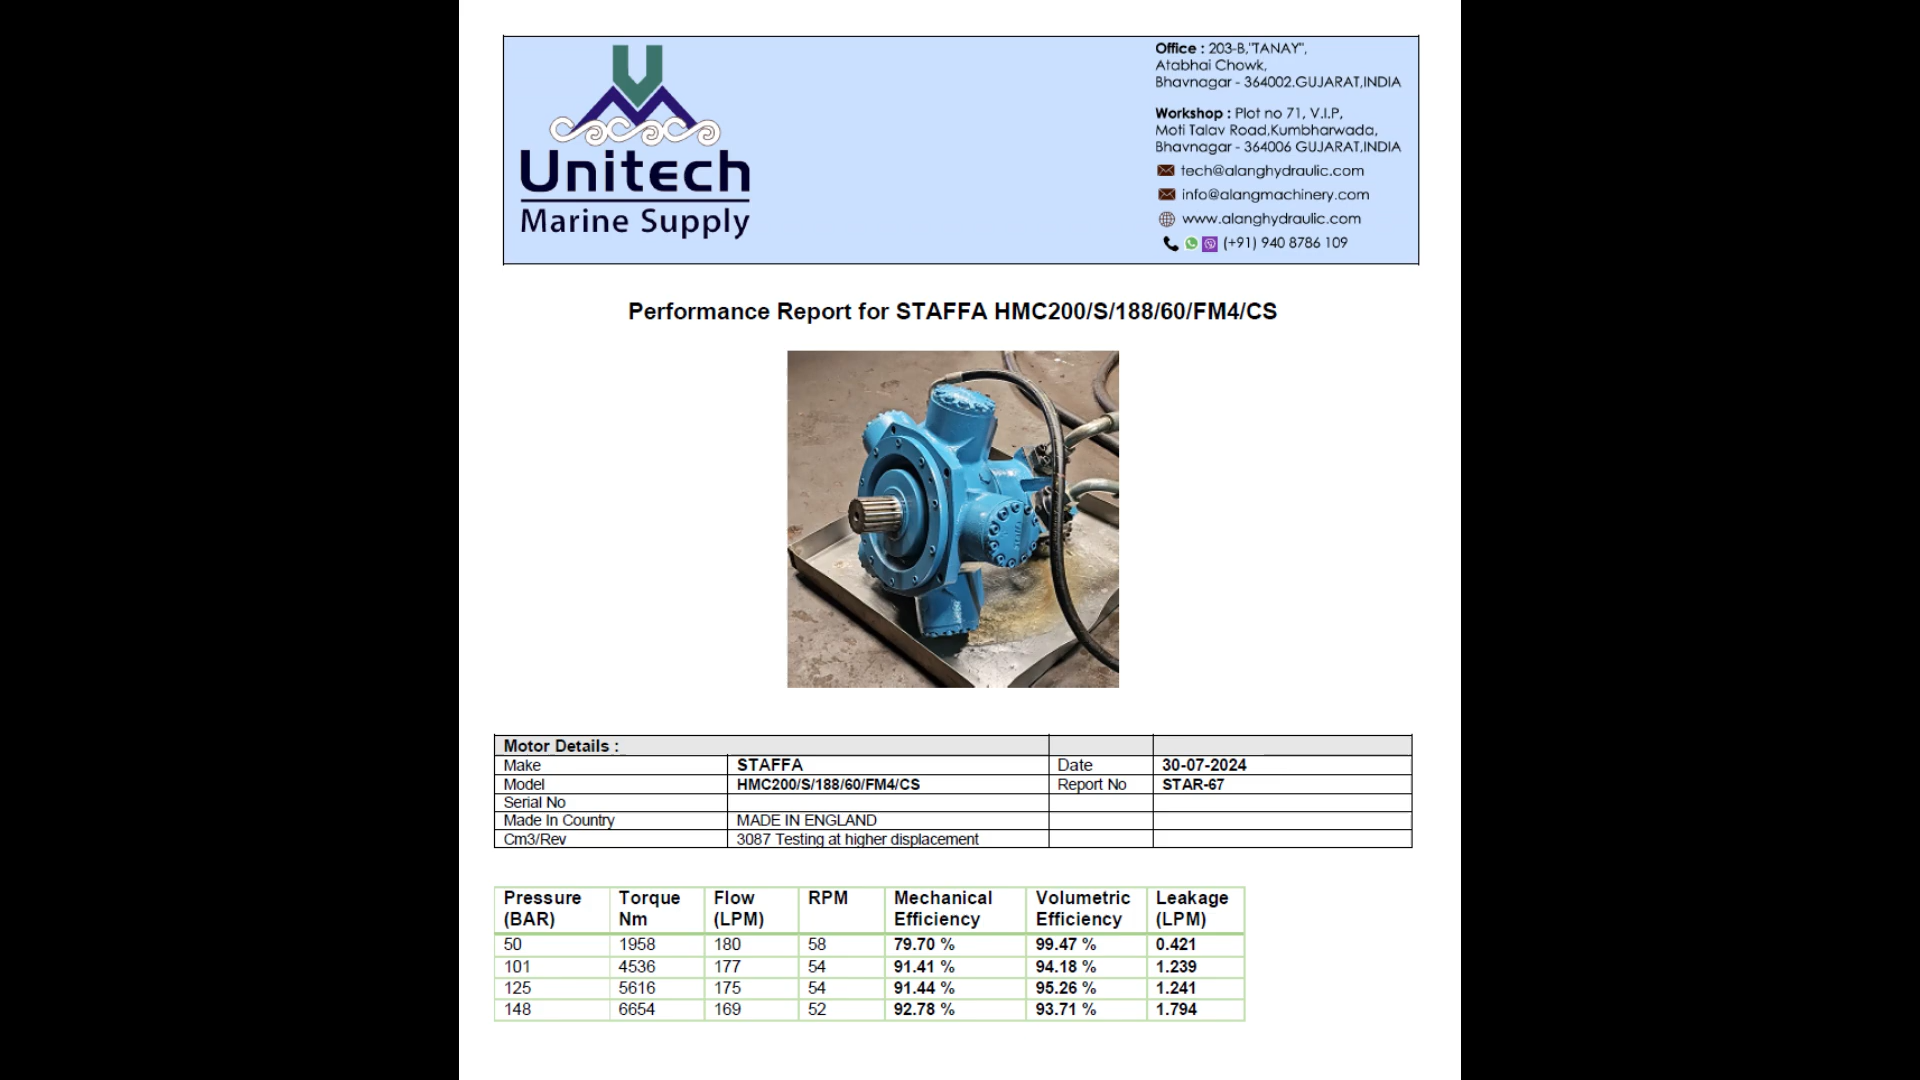 Unitech
Marine Supply
Office : 203-B,"TANAY",
Atabhai Chowk,
Bhavnagar - 364002.GUJARAT,INDIA
Workshop : Plot no 71, V.I.P,
Moti Talav Road,Kumbharwada,
Bhavnagar - 364006 GUJARAT,INDIA
tech@alanghydraulic.com
info@alangmachinery.com
www.alanghydraulic.com
(+91) 940 8786 109
Performance Report for STAFFA HMC200/S/188/60/FM4/CS
Motor Details :
Make STAFFA Date 30-07-2024
Model HMC200/S/188/60/FM4/CS Report No STAR-67
Serial No
Made In Country MADE IN ENGLAND
Cm3/Rev 3087 Testing at higher displacement
Pressure (BAR) Torque Nm Flow (LPM) RPM Mechanical Efficiency Volumetric Efficiency Leakage (LPM)
50 1958 180 58 79.70 % 99.47 % 0.421
101 4536 177 54 91.41 % 94.18 % 1.239
125 5616 175 54 91.44 % 95.26 % 1.241
148 6654 169 52 92.78 % 93.71 % 1.794